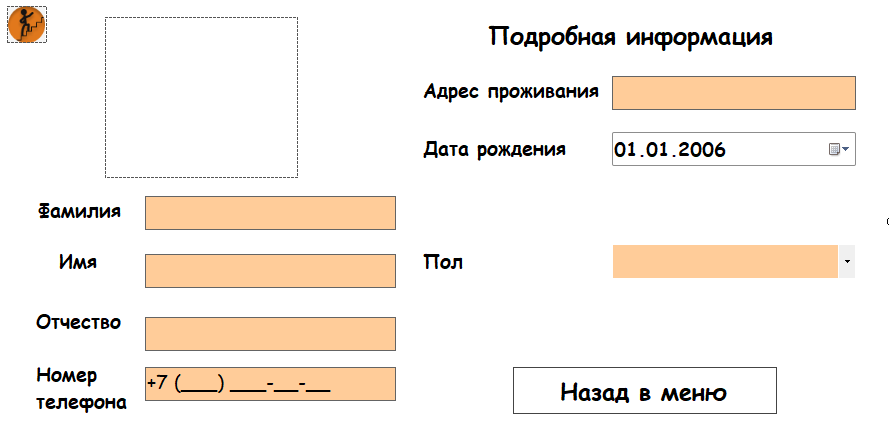 Подробная информация
Адрес проживания
Дата рождения 01.01.2006
Фамилия
Имя
Пол
Отчество
Номер телефона
+7 (___) ___-__-__
Назад в меню